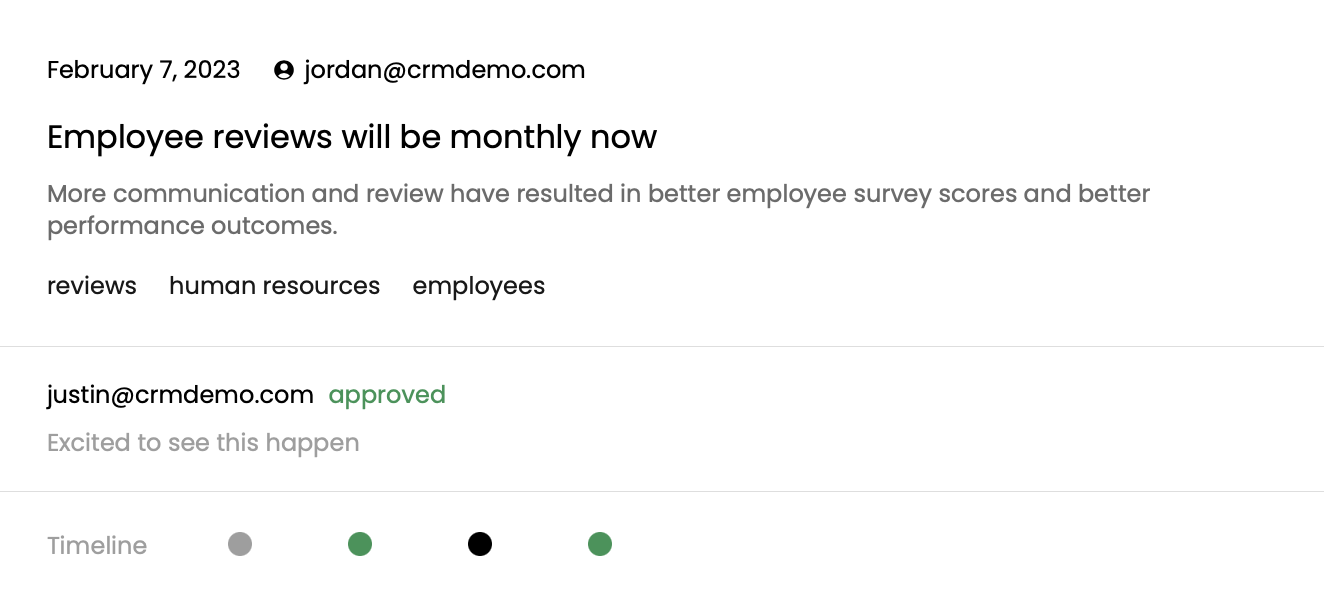 February 7, 2023 jordan@crmdemo.com
Employee reviews will be monthly now
More communication and review have resulted in better employee survey scores and better
performance outcomes.
reviews human resources employees
justin@crmdemo.com approved
Excited to see this happen
Timeline